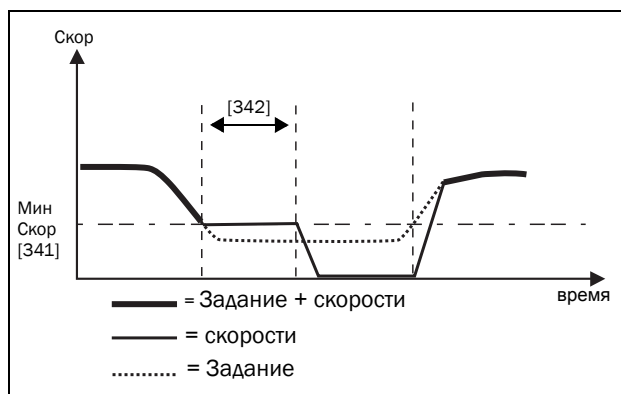 Скор
[342]
Мин
Скор
[341]
время
= Задание + скорости
= скорости
= Задание